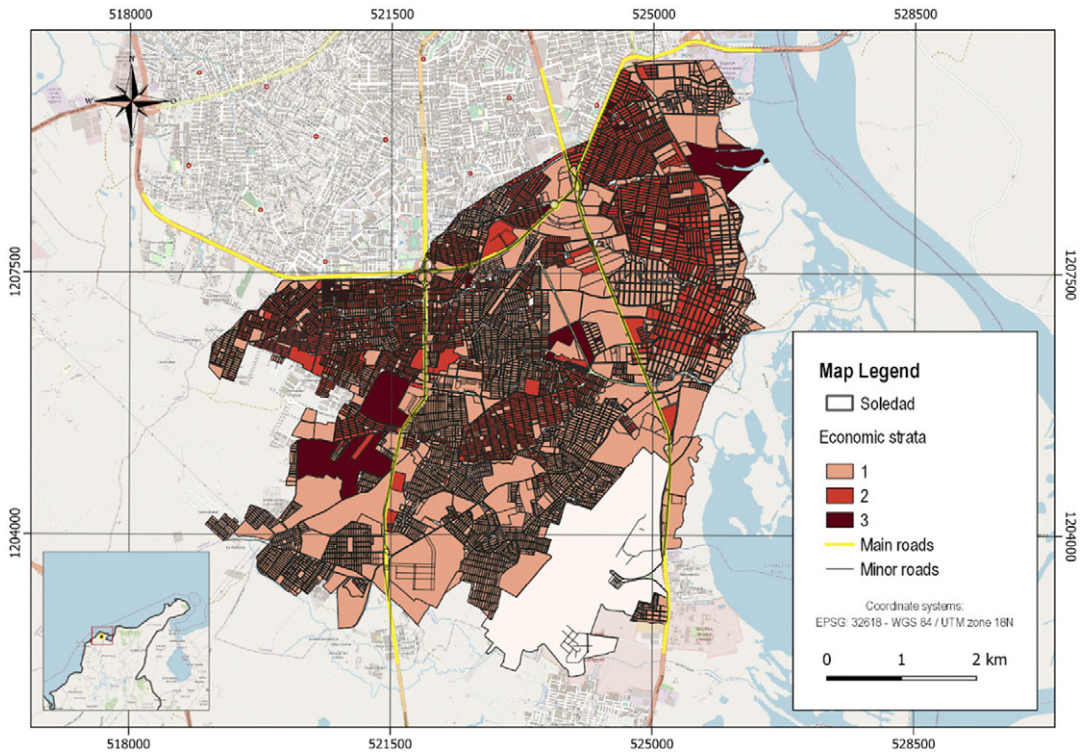 518000 521500 525000 528500
N
W
S
1207500
1207500
Map Legend
Soledad
Economic strata
1
2
3
Main roads
Minor roads
Coordinate systems:
EPSG: 32618 - WGS 84 / UTM zone 18N
0 1 2 km
1204000
1204000
518000 521500 525000 528500